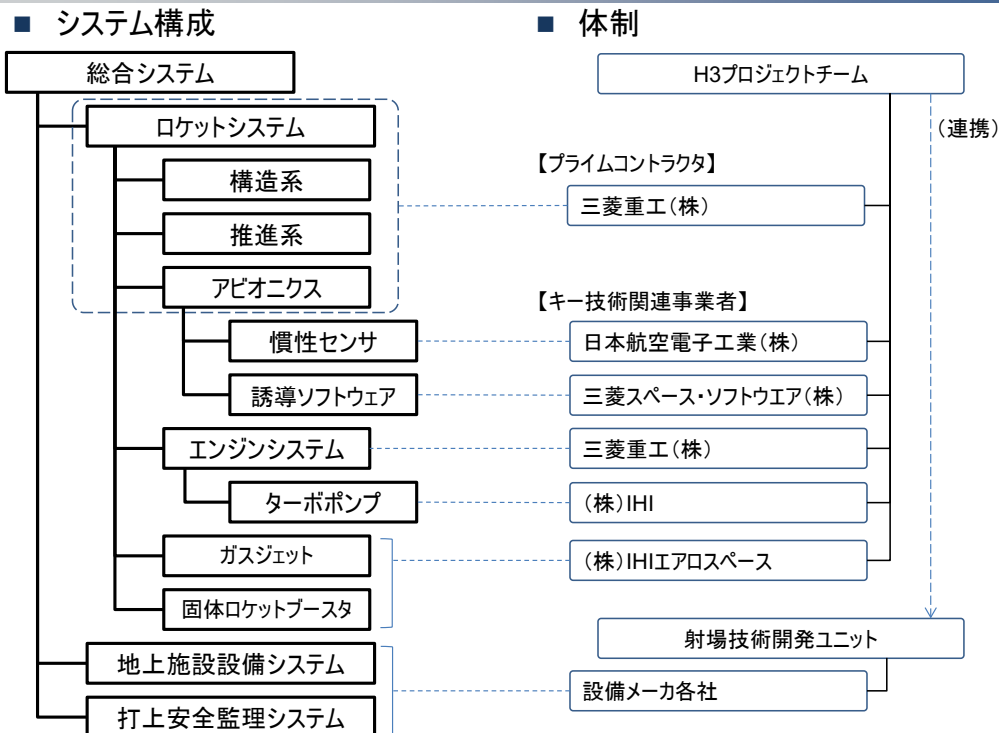 ■ システム構成
総合システム
ロケットシステム
構造系
推進系
アビオニクス
慣性センサ
誘導ソフトウェア
エンジンシステム
ターボポンプ
ガスジェット
固体ロケットブースタ
地上施設設備システム
打上安全監理システム
■ 体制
H3プロジェクトチーム
(連携)
【プライムコントラクタ】
三菱重工(株)
【キー技術関連事業者】
日本航空電子工業(株)
三菱スペース・ソフトウエア(株)
三菱重工(株)
(株)IHI
(株)IHIエアロスペース
射場技術開発ユニット
設備メーカ各社